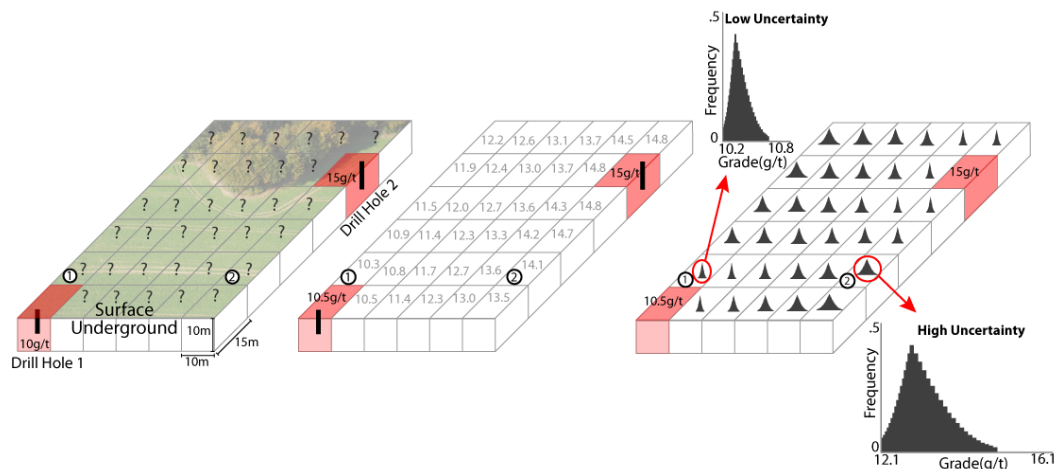 ? ? ? ? ? ?
? ? ? ? ?
15g/t
? ? ? ? ? ?
? ? ? ? ? ?
? ? ? ? ? ?
? ? ? ? ?
1
2
Surface
Underground
10g/t
Drill Hole 1
Drill Hole 2
10m
10m
15m
12.2 12.6 13.1 13.7 14.5 14.8
11.9 12.4 13.0 13.7 14.8 15g/t
11.5 12.0 12.7 13.6 14.3 14.8
10.9 11.4 12.3 13.3 14.2 14.7
10.3 10.8 11.7 12.7 13.6 14.1
10.5g/t 10.5 11.4 12.3 13.0 13.5
1
2
15g/t
10.5g/t
1
2
Low Uncertainty
.5
Frequency
0
10.2 10.8
Grade(g/t)
High Uncertainty
.5
Frequency
0
12.1 16.1
Grade(g/t)